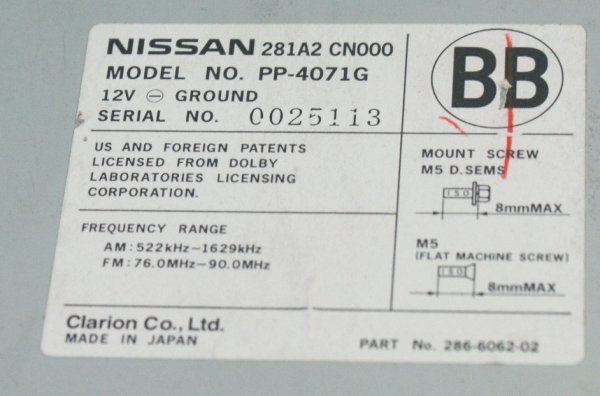 NISSAN 281A2 CN000
MODEL NO. PP-4071G
12V ⊖ GROUND
SERIAL NO. 0025113
BB
US AND FOREIGN PATENTS
LICENSED FROM DOLBY
LABORATORIES LICENSING
CORPORATION.
FREQUENCY RANGE
AM: 522kHz-1629kHz
FM: 76.0MHz-90.0MHz
MOUNT SCREW
M5 D.SEMS
ISO
8mmMAX
M5
(FLAT MACHINE SCREW)
ISO
8mmMAX
Clarion Co., Ltd.
MADE IN JAPAN
PART No. 286-6062-02